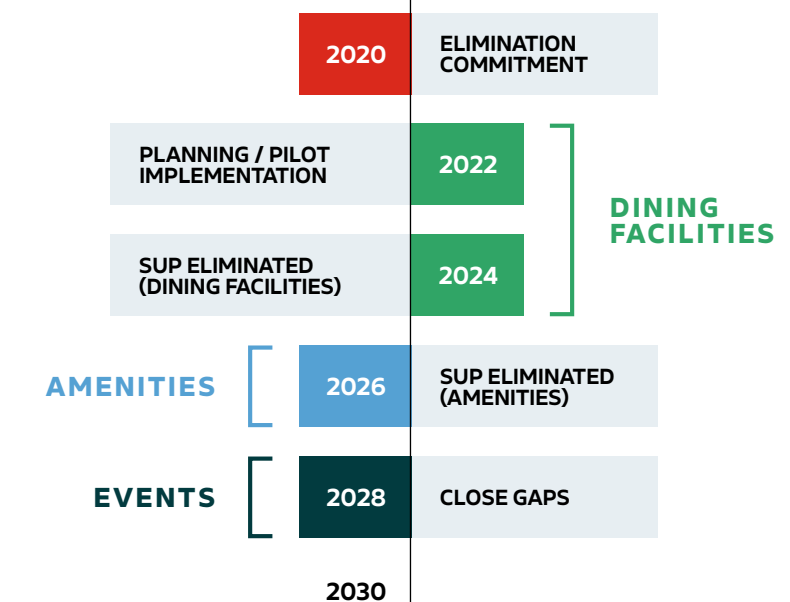 2020
ELIMINATION
COMMITMENT
PLANNING / PILOT
IMPLEMENTATION
2022
DINING
FACILITIES
SUP ELIMINATED
(DINING FACILITIES)
2024
AMENITIES
2026
SUP ELIMINATED
(AMENITIES)
EVENTS
2028
CLOSE GAPS
2030